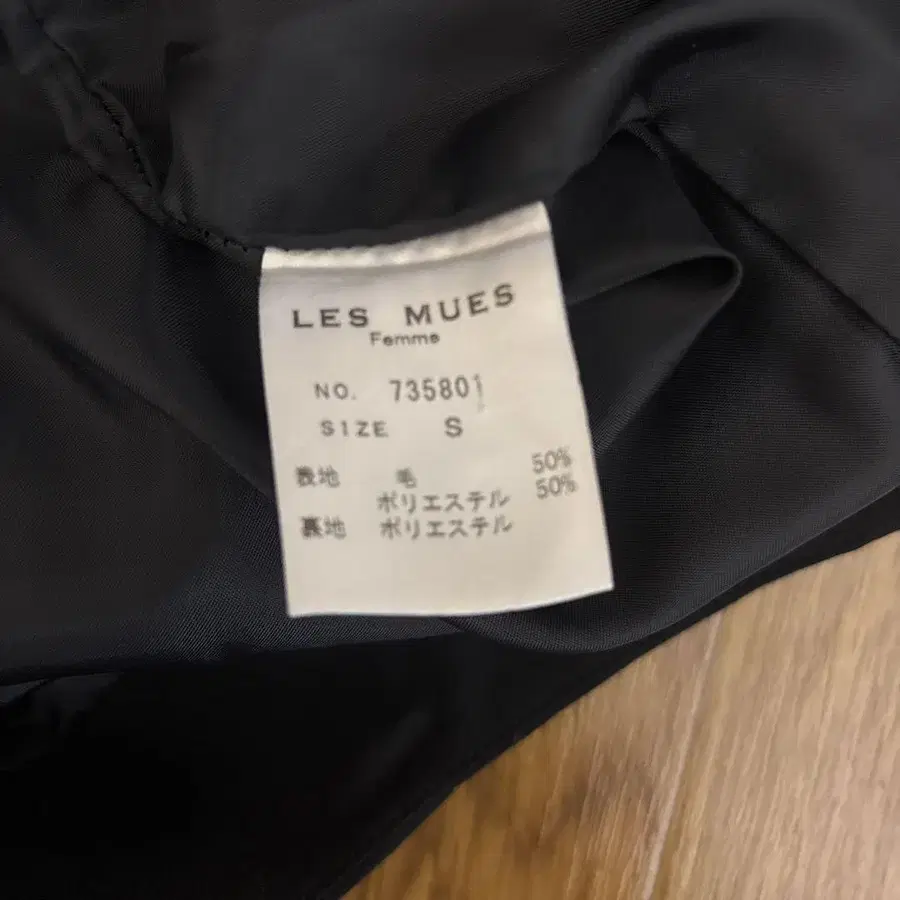 LES MUES
Femme
NO. 735801
SIZE S
表地 毛 50%
ポリエステル 50%
裏地 ポリエステル